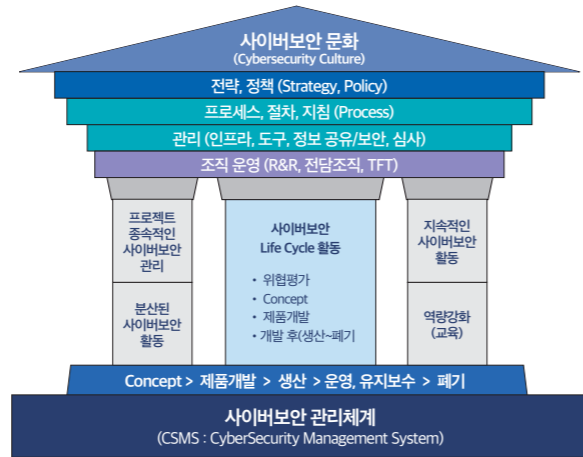 사이버보안 문화
(Cybersecurity Culture)
전략, 정책 (Strategy, Policy)
프로세스, 절차, 지침 (Process)
관리 (인프라, 도구, 정보 공유/보안, 심사)
조직 운영 (R&R, 전담조직, TFT)
프로젝트
종속적인
사이버보안
관리
분산된
사이버보안
활동
사이버보안
Life Cycle 활동
• 위협평가
• Concept
• 제품개발
• 개발 후(생산~폐기
지속적인
사이버보안
활동
역량강화
(교육)
Concept > 제품개발 > 생산 > 운영, 유지보수 > 폐기
사이버보안 관리체계
(CSMS : CyberSecurity Management System)